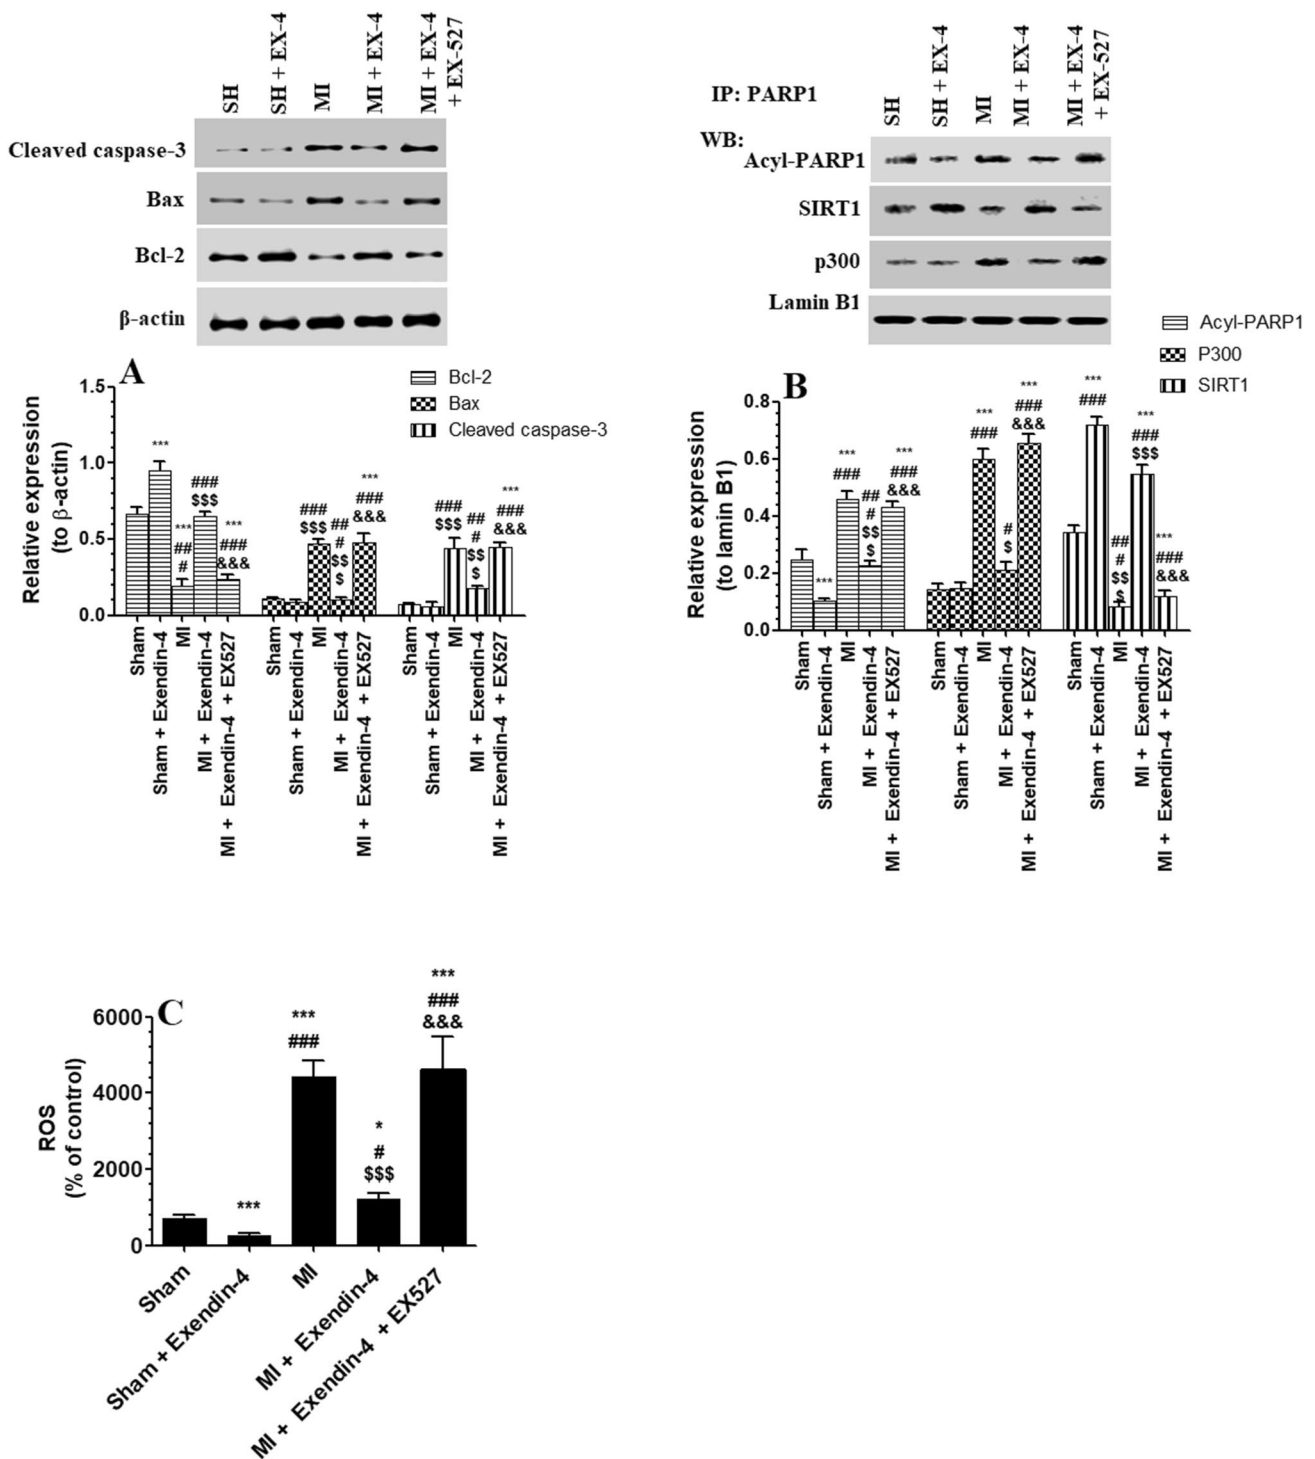 SH
SH + EX-4
MI
MI + EX-4
MI + EX-4
+ EX-527
Cleaved caspase-3
Bax
Bcl-2
β-actin
A
Bcl-2
Bax
Cleaved caspase-3
Relative expression
(to β-actin)
1.5
1.0
0.5
0.0
***
***
##
#
###
$$$
***
###
&&&
###
$$$
##
#
$$
$
***
###
&&&
###
$$$
##
#
$$
$
***
###
&&&
Sham
Sham + Exendin-4
MI
MI + Exendin-4
MI + Exendin-4 + EX527
Sham
Sham + Exendin-4
MI
MI + Exendin-4
MI + Exendin-4 + EX527
Sham
Sham + Exendin-4
MI
MI + Exendin-4
MI + Exendin-4 + EX527
IP: PARP1
SH
SH + EX-4
MI
MI + EX-4
MI + EX-4
+ EX-527
WB:
Acyl-PARP1
SIRT1
p300
Lamin B1
Acyl-PARP1
P300
SIRT1
B
Relative expression
(to lamin B1)
0.8
0.6
0.4
0.2
0.0
***
***
###
##
#
$$
$
***
###
&&&
***
###
#
$
***
###
&&&
***
###
##
#
$$
$
***
###
$$$
***
###
&&&
Sham
Sham + Exendin-4
MI
MI + Exendin-4
MI + Exendin-4 + EX527
Sham
Sham + Exendin-4
MI
MI + Exendin-4
MI + Exendin-4 + EX527
Sham
Sham + Exendin-4
MI
MI + Exendin-4
MI + Exendin-4 + EX527
C
ROS
(% of control)
6000
4000
2000
0
***
***
###
*
#
$$$
***
###
&&&
Sham
Sham + Exendin-4
MI
MI + Exendin-4
MI + Exendin-4 + EX527